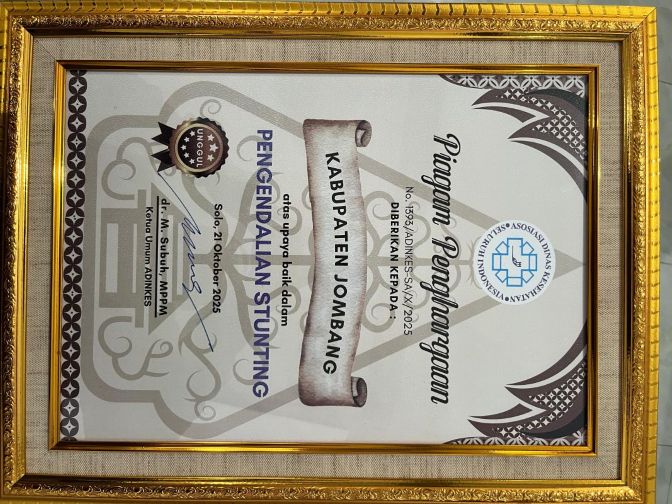 ASOSIASI DINAS KESEHATAN
SELURUH INDONESIA
Piagam Penghargaan
No. 1393/ADINKES-SA/X/2025
DIBERIKAN KEPADA :
KABUPATEN JOMBANG
atas upaya baik dalam
PENGENDALIAN STUNTING
Solo, 21 Oktober 2025
UNGGUL
dr. M. Subuh, MPPM
Ketua Umum ADINKES